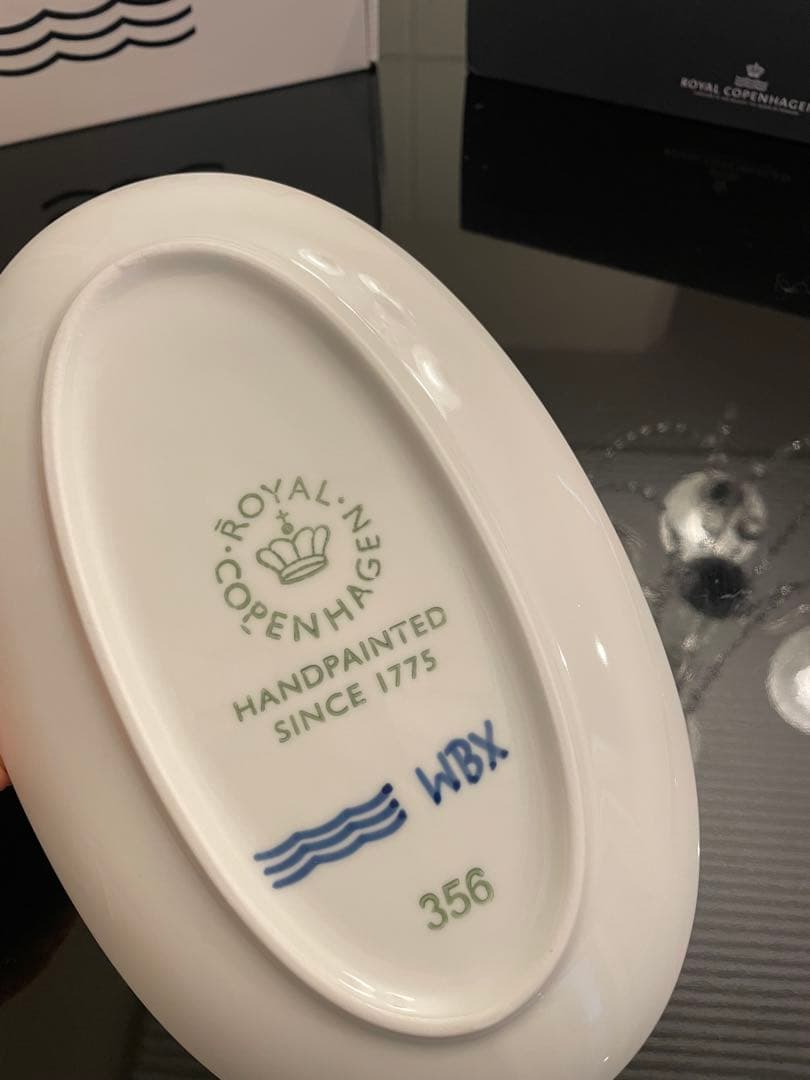 ROYAL COPENHAGEN
·ROYAL·
COPENHAGEN
HANDPAINTED
SINCE 1775
WBX
356